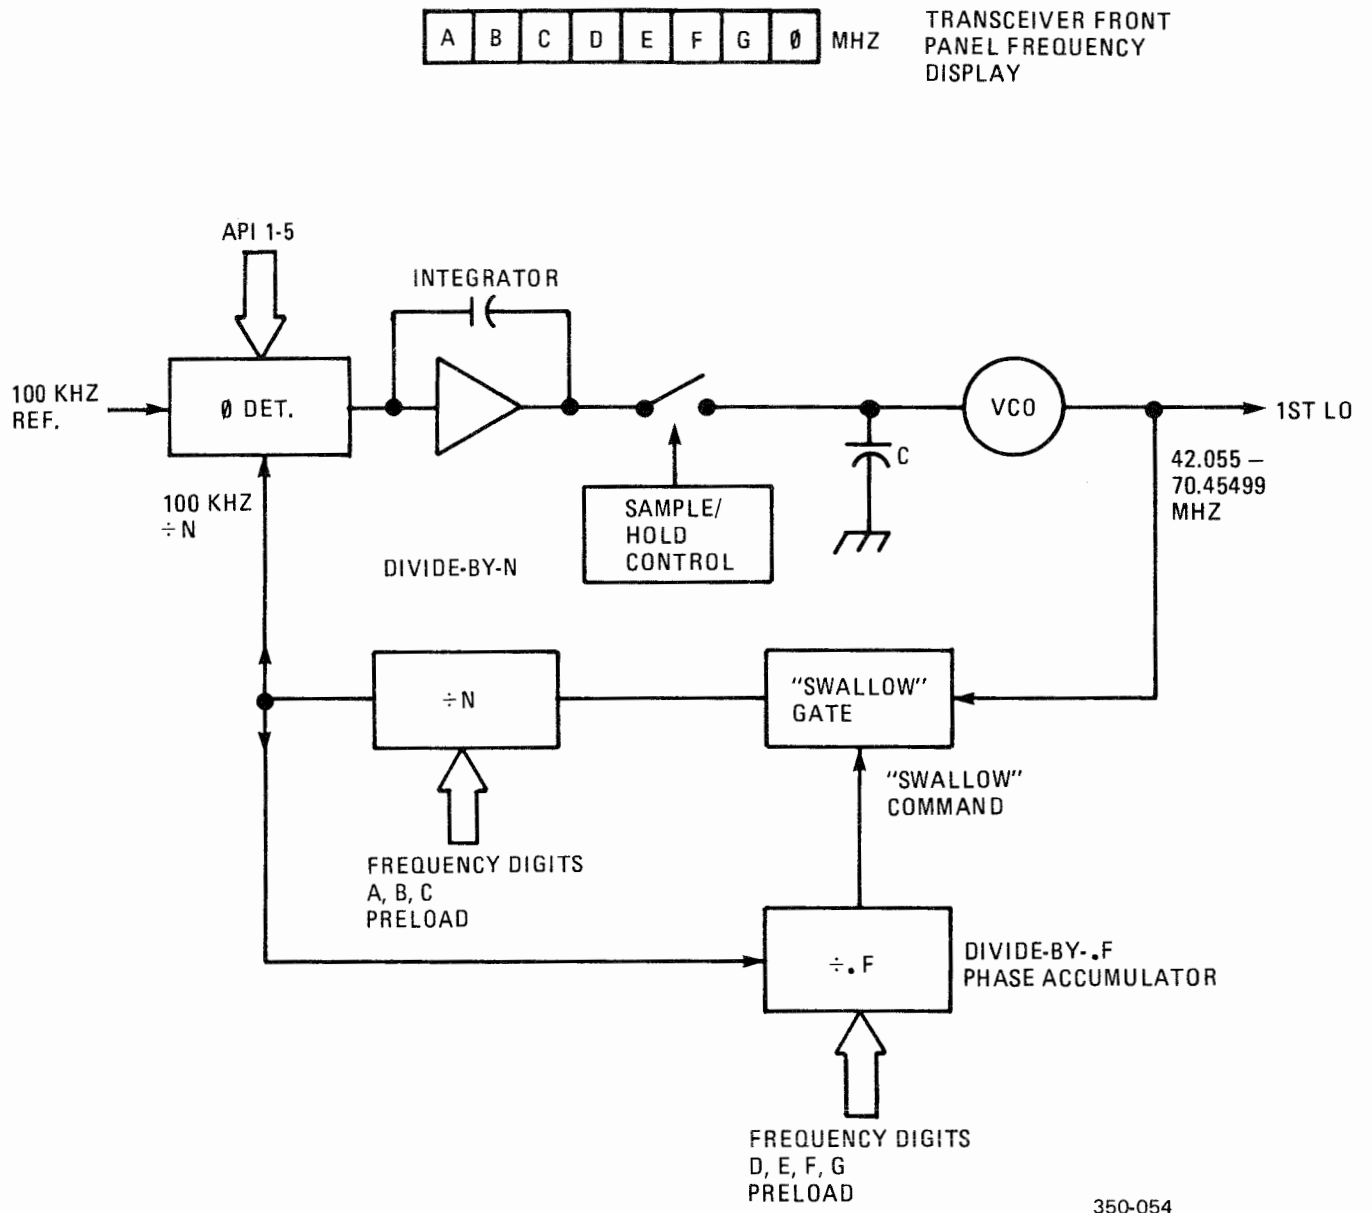 A B C D E F G Ø MHZ
TRANSCEIVER FRONT
PANEL FREQUENCY
DISPLAY
API 1-5
INTEGRATOR
100 KHZ
REF.
Ø DET.
VCO
1ST LO
C
42.055 –
70.45499
MHZ
100 KHZ
÷N
SAMPLE/
HOLD
CONTROL
DIVIDE-BY-N
÷N
"SWALLOW"
GATE
"SWALLOW"
COMMAND
FREQUENCY DIGITS
A, B, C
PRELOAD
÷.F
DIVIDE-BY-.F
PHASE ACCUMULATOR
FREQUENCY DIGITS
D, E, F, G
PRELOAD
350-054